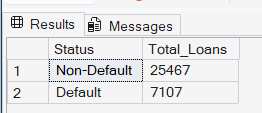 Results Messages
Status Total_Loans
1 Non-Default 25467
2 Default 7107